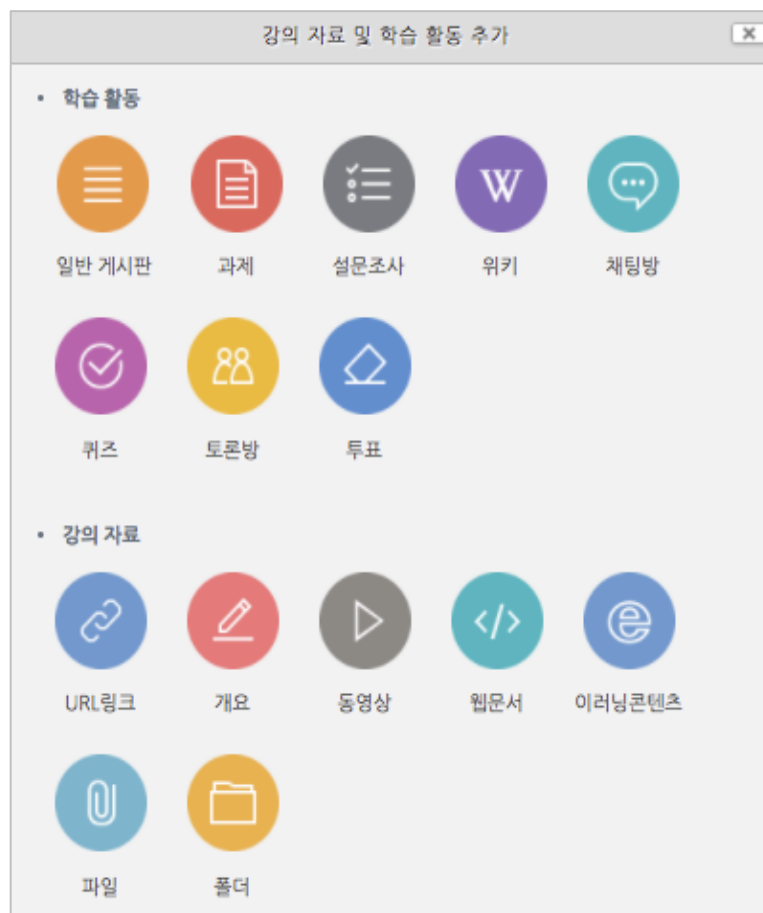 강의 자료 및 학습 활동 추가
• 학습 활동
일반 게시판 과제 설문조사 위키 채팅방
퀴즈 토론방 투표
• 강의 자료
URL링크 개요 동영상 웹문서 이러닝콘텐츠
파일 폴더